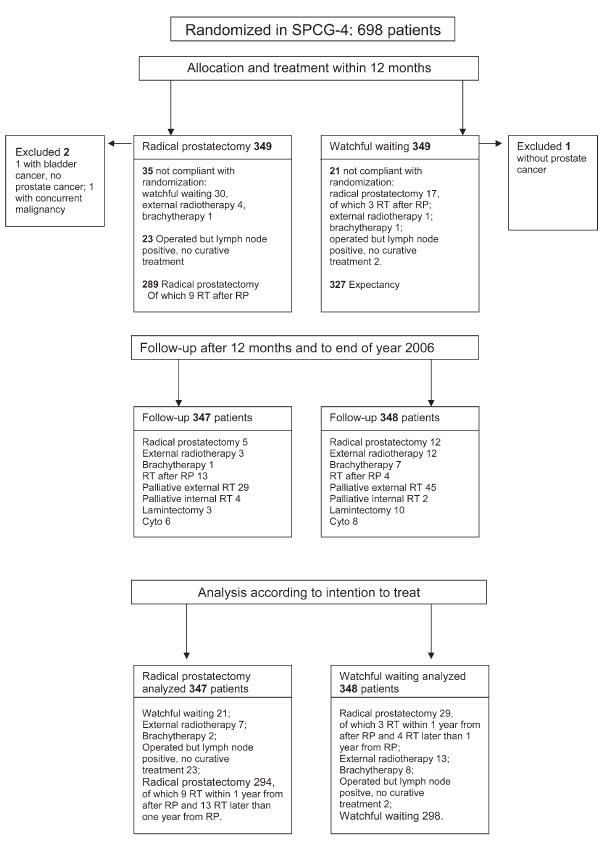 Randomized in SPCG-4: 698 patients
Allocation and treatment within 12 months
Excluded 2
1 with bladder
cancer, no
prostate cancer; 1
with concurrent
malignancy
Radical prostatectomy 349
35 not compliant with
randomization:
watchful waiting 30,
external radiotherapy 4,
brachytherapy 1
23 Operated but lymph node
positive, no curative
treatment
289 Radical prostatectomy
Of which 9 RT after RP
Watchful waiting 349
21 not compliant with
randomization:
radical prostatectomy 17,
of which 3 RT after RP;
external radiotherapy 1;
brachytherapy 1;
operated but lymph node
positive, no curative
treatment 2.
327 Expectancy
Excluded 1
without prostate
cancer
Follow-up after 12 months and to end of year 2006
Follow-up 347 patients
Radical prostatectomy 5
External radiotherapy 3
Brachytherapy 1
RT after RP 13
Palliative external RT 29
Palliative internal RT 4
Lamintectomy 3
Cyto 6
Follow-up 348 patients
Radical prostatectomy 12
External radiotherapy 12
Brachytherapy 7
RT after RP 4
Palliative external RT 45
Palliative internal RT 2
Lamintectomy 10
Cyto 8
Analysis according to intention to treat
Radical prostatectomy
analyzed 347 patients
Watchful waiting 21;
External radiotherapy 7;
Brachytherapy 2;
Operated but lymph node
positive, no curative
treatment 23;
Radical prostatectomy 294,
of which 9 RT within 1 year from
after RP and 13 RT later than
one year from RP.
Watchful waiting analyzed
348 patients
Radical prostatectomy 29,
of which 3 RT within 1 year from
after RP and 4 RT later than 1
year from RP;
External radiotherapy 13;
Brachytherapy 8;
Operated but lymph node
positve, no curative
treatment 2;
Watchful waiting 298.